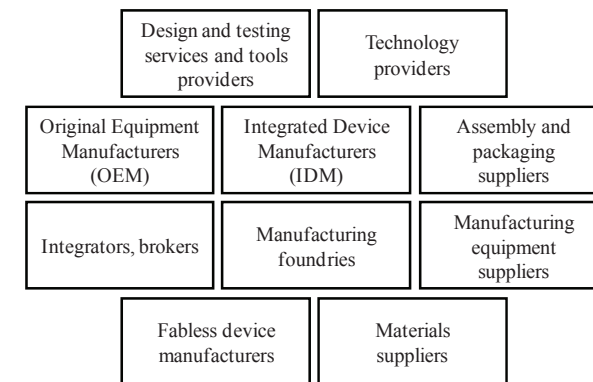 Design and testing
services and tools
providers
Technology
providers
Original Equipment
Manufacturers
(OEM)
Integrated Device
Manufacturers
(IDM)
Assembly and
packaging
suppliers
Integrators, brokers
Manufacturing
foundries
Manufacturing
equipment
suppliers
Fabless device
manufacturers
Materials
suppliers